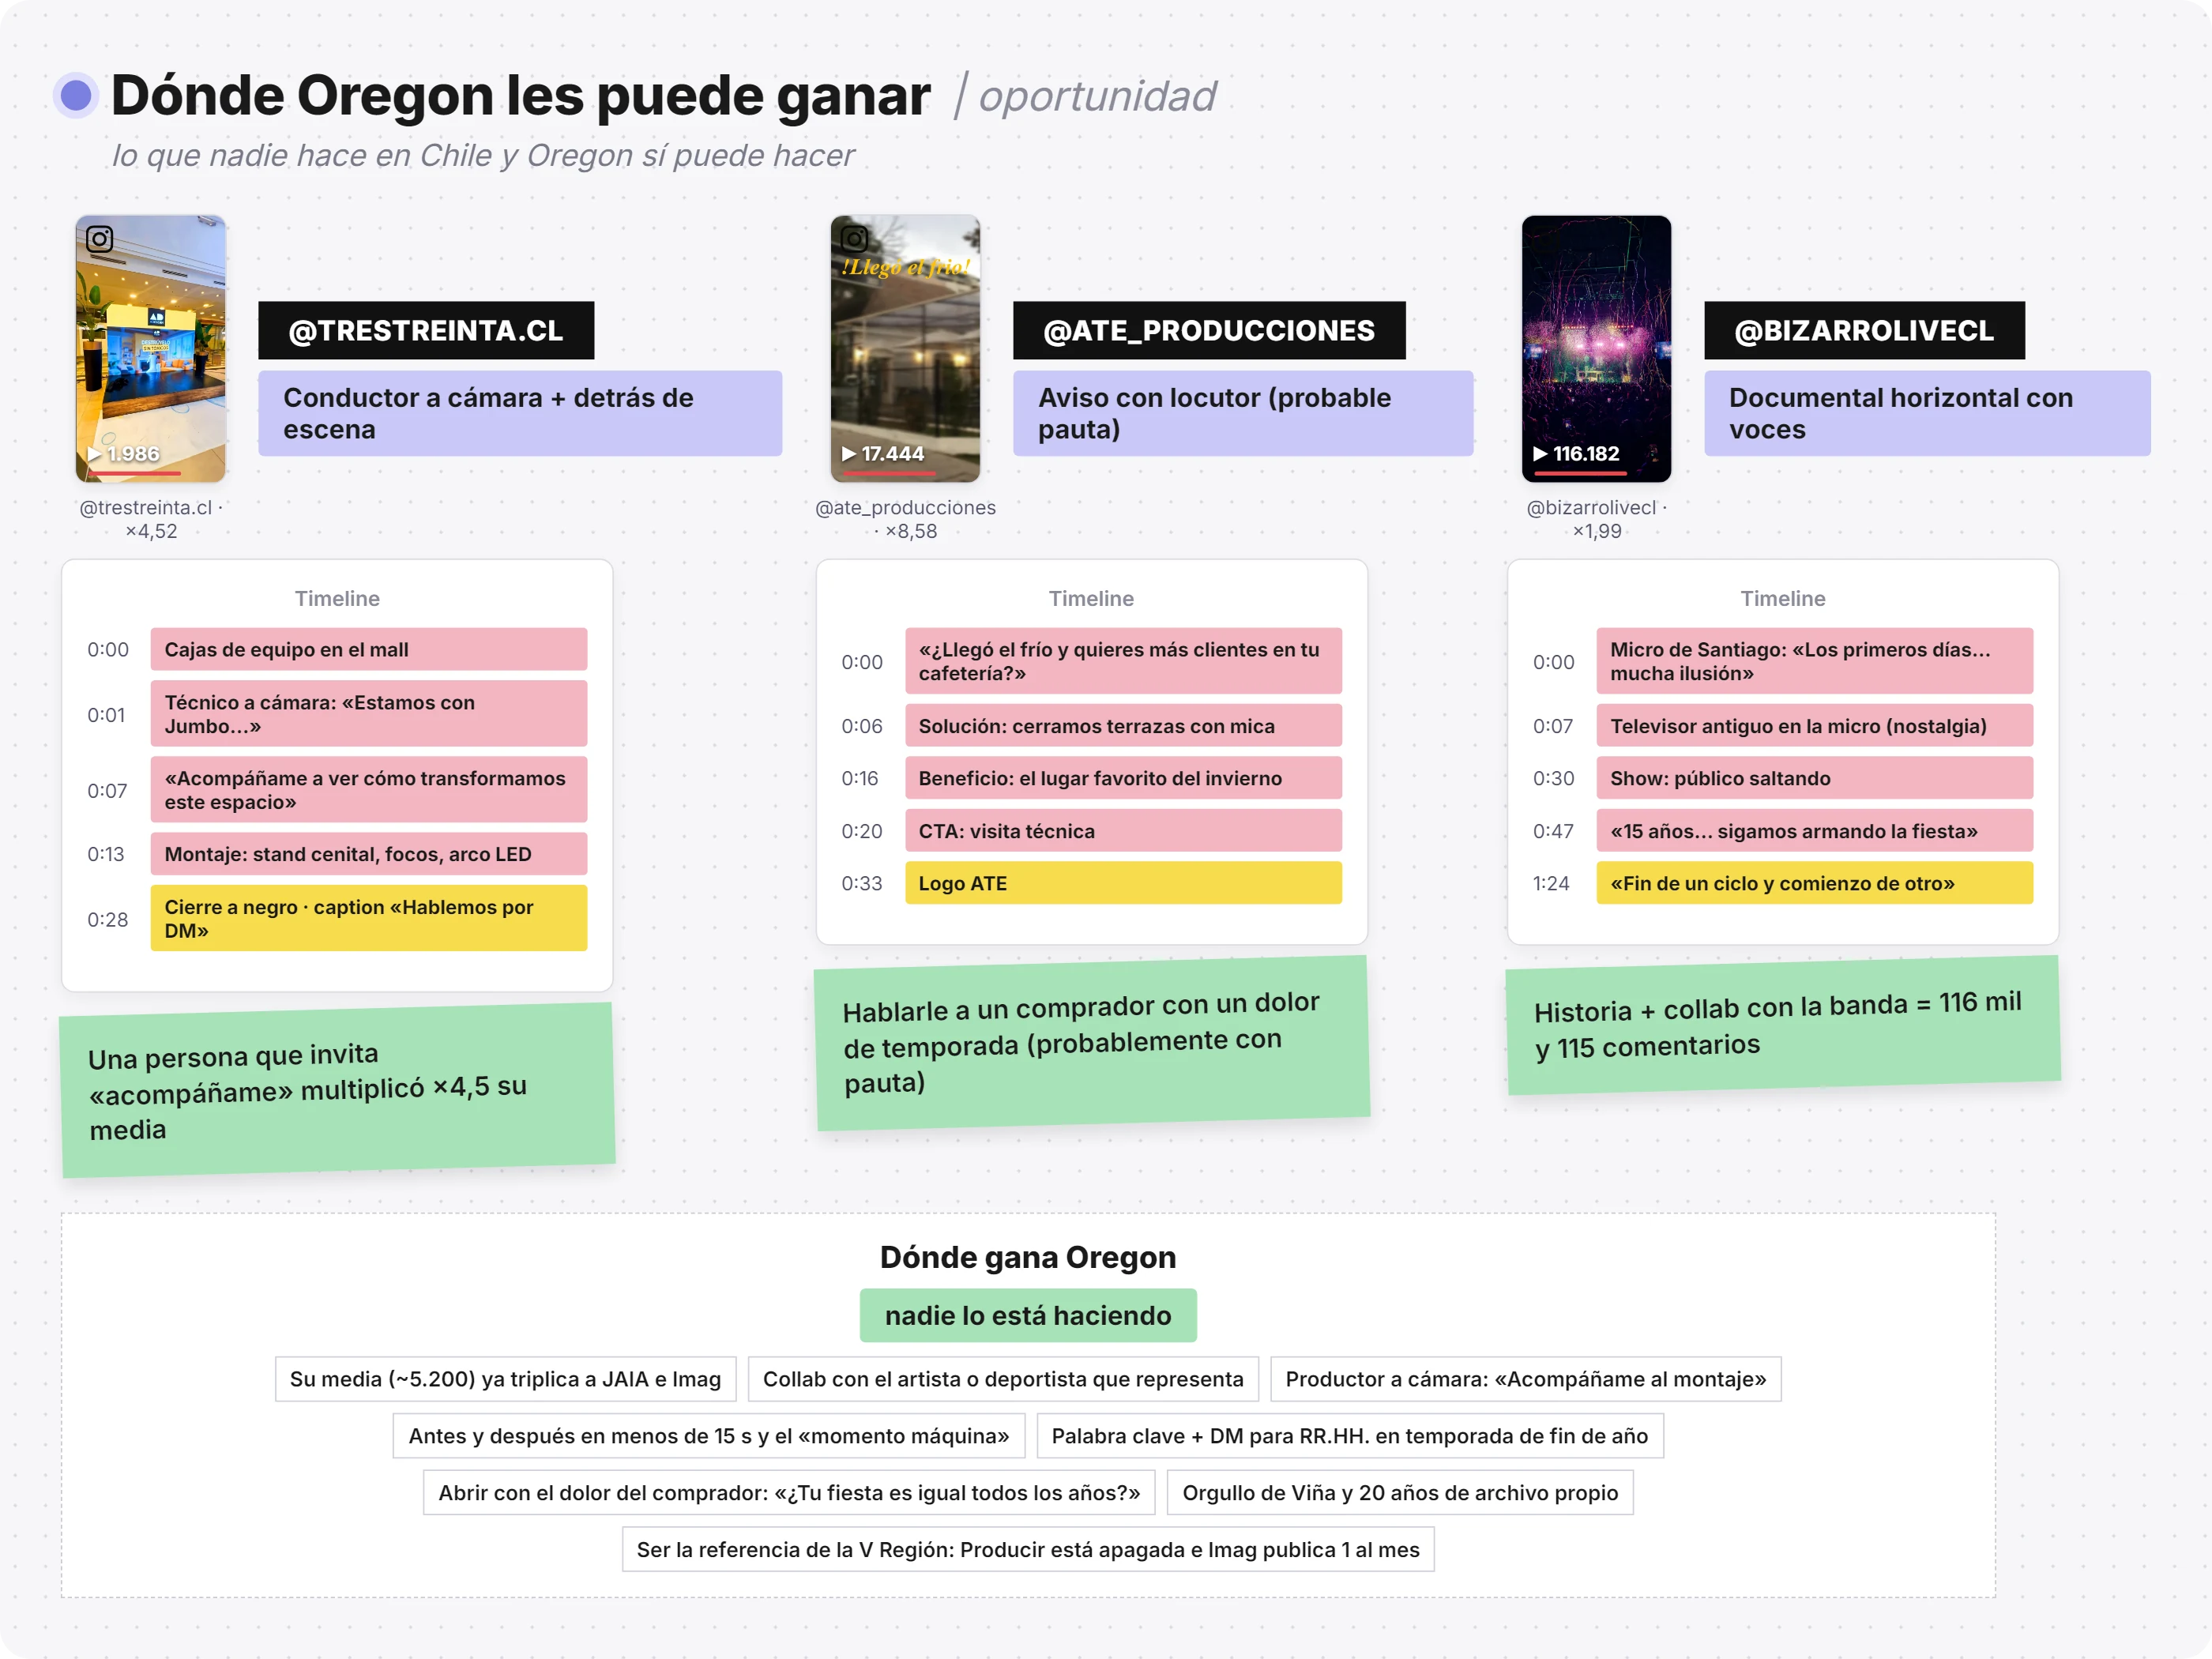 Dónde Oregon les puede ganar / oportunidad
lo que nadie hace en Chile y Oregon sí puede hacer
▶ 1.986
@trestreinta.cl ·
×4,52
@TRESTREINTA.CL
Conductor a cámara + detrás de
escena
Timeline
0:00 Cajas de equipo en el mall
0:01 Técnico a cámara: «Estamos con
Jumbo...»
0:07 «Acompáñame a ver cómo transformamos
este espacio»
0:13 Montaje: stand cenital, focos, arco LED
0:28 Cierre a negro · caption «Hablemos por
DM»
Una persona que invita
«acompáñame» multiplicó ×4,5 su
media
!Llegó el frio!
▶ 17.444
@ate_producciones
· ×8,58
@ATE_PRODUCCIONES
Aviso con locutor (probable
pauta)
Timeline
0:00 «¿Llegó el frío y quieres más clientes en tu
cafetería?»
0:06 Solución: cerramos terrazas con mica
0:16 Beneficio: el lugar favorito del invierno
0:20 CTA: visita técnica
0:33 Logo ATE
Hablarle a un comprador con un dolor
de temporada (probablemente con
pauta)
▶ 116.182
@bizarrolivecl ·
×1,99
@BIZARROLIVECL
Documental horizontal con
voces
Timeline
0:00 Micro de Santiago: «Los primeros días...
mucha ilusión»
0:07 Televisor antiguo en la micro (nostalgia)
0:30 Show: público saltando
0:47 «15 años... sigamos armando la fiesta»
1:24 «Fin de un ciclo y comienzo de otro»
Historia + collab con la banda = 116 mil
y 115 comentarios
Dónde gana Oregon
nadie lo está haciendo
Su media (~5.200) ya triplica a JAIA e Imag
Collab con el artista o deportista que representa
Productor a cámara: «Acompáñame al montaje»
Antes y después en menos de 15 s y el «momento máquina»
Palabra clave + DM para RR.HH. en temporada de fin de año
Abrir con el dolor del comprador: «¿Tu fiesta es igual todos los años?»
Orgullo de Viña y 20 años de archivo propio
Ser la referencia de la V Región: Producir está apagada e Imag publica 1 al mes